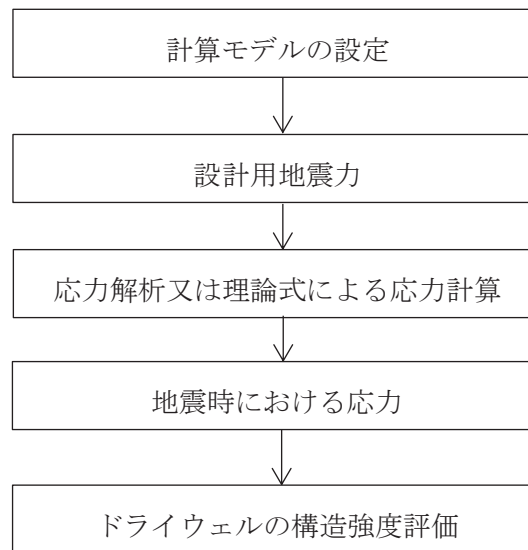 計算モデルの設定
設計用地震力
応力解析又は理論式による応力計算
地震時における応力
ドライウェルの構造強度評価